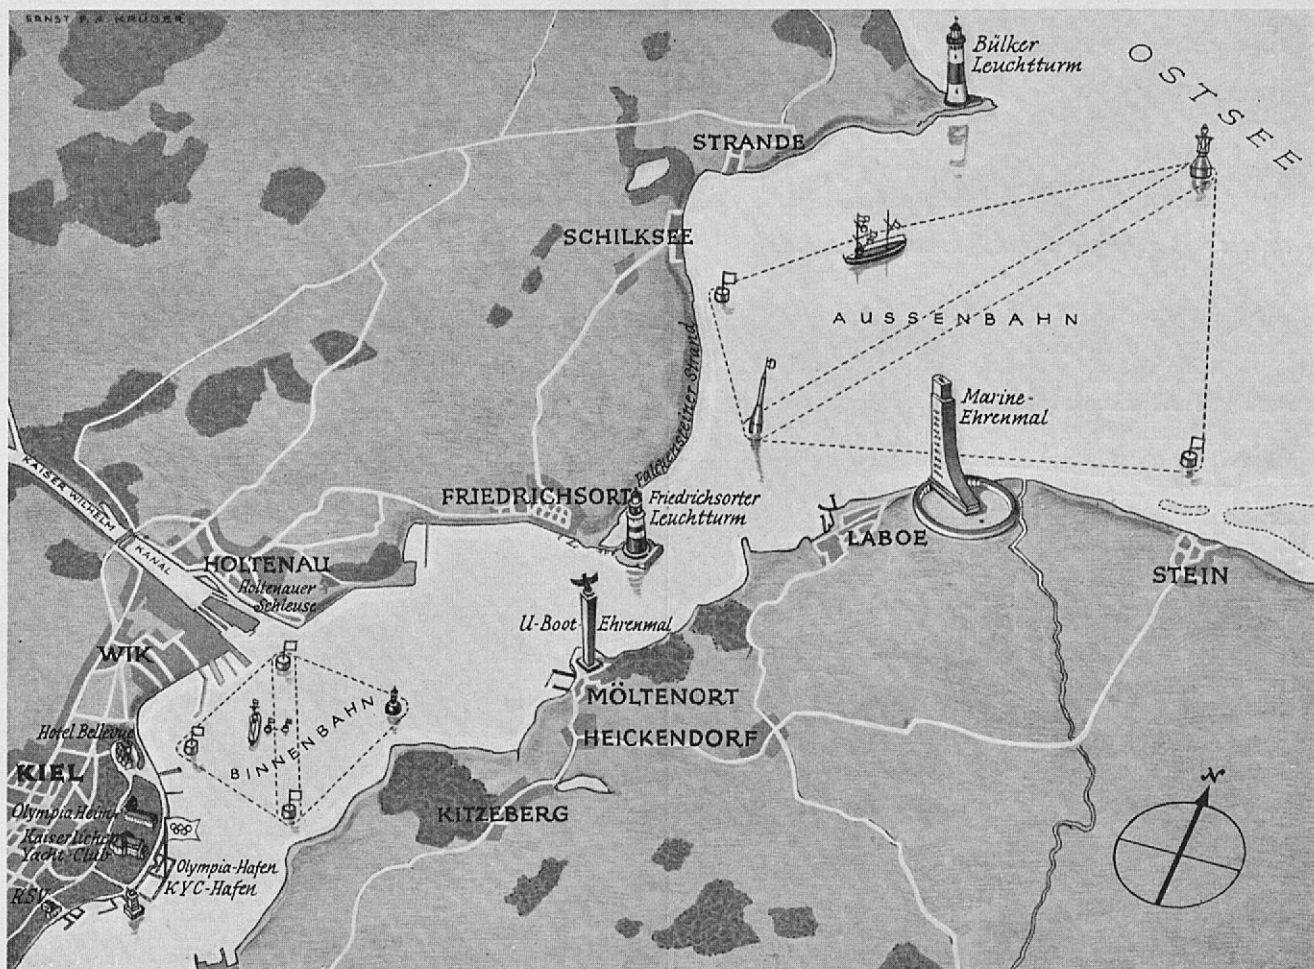 ERNST P. A. KRÜGER
Bülker
Leuchtturm
OSTSEE
STRANDE
SCHILKSEE
AUSSENBAHN
Falckensteiner Strand
Marine-
Ehrenmal
KAISER WILHELM
KANAL
FRIEDRICHSORT
Friedrichsorter
Leuchtturm
LABOE
HOLTENAU
Holtenauer
Schleuse
STEIN
U-Boot-Ehrenmal
WIK
MÖLTENORT
Hotel Bellevue
BINNENBAHN
HEICKENDORF
KIEL
Olympia Heim
KITZEBERG
Kaiserlicher
Yacht-Club
Olympia-Hafen
KYC-Hafen
RSV
N